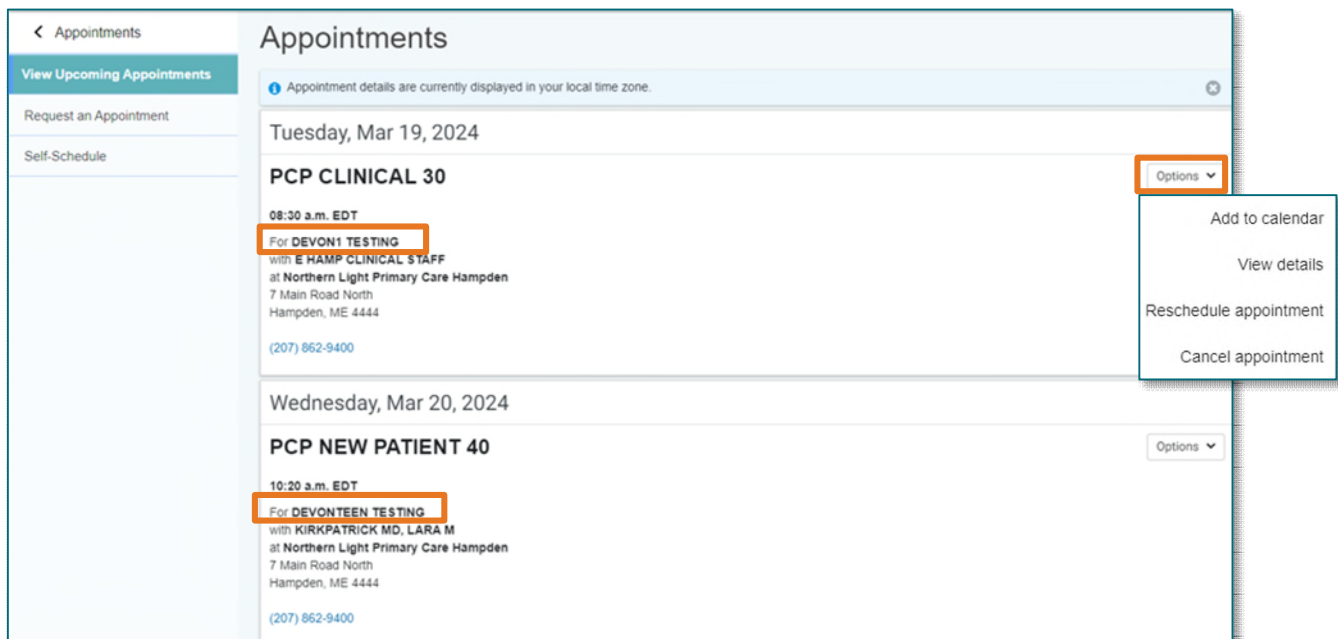 Appointments
View Upcoming Appointments
Request an Appointment
Self-Schedule
Appointments
Appointment details are currently displayed in your local time zone.
Tuesday, Mar 19, 2024
PCP CLINICAL 30
Options
08:30 a.m. EDT
For DEVON1 TESTING
with E HAMP CLINICAL STAFF
at Northern Light Primary Care Hampden
7 Main Road North
Hampden, ME 4444
(207) 862-9400
Add to calendar
View details
Reschedule appointment
Cancel appointment
Wednesday, Mar 20, 2024
PCP NEW PATIENT 40
Options
10:20 a.m. EDT
For DEVONTEEN TESTING
with KIRKPATRICK MD, LARA M
at Northern Light Primary Care Hampden
7 Main Road North
Hampden, ME 4444
(207) 862-9400